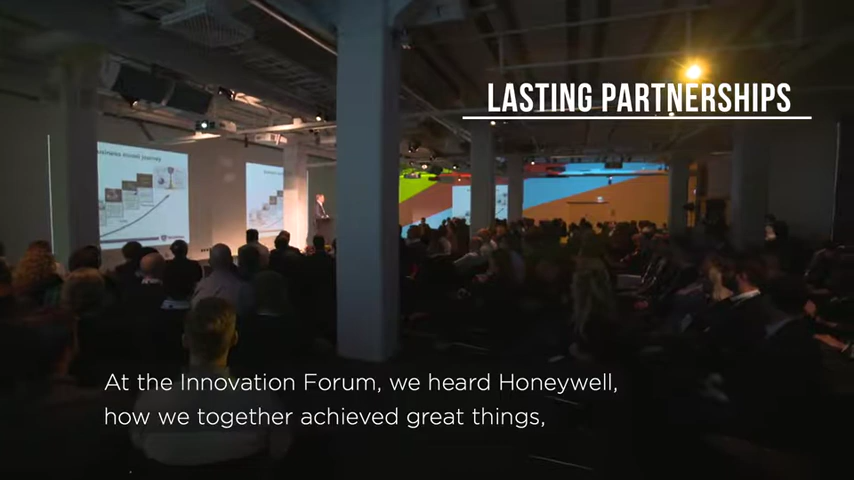 LASTING PARTNERSHIPS
At the Innovation Forum, we heard Honeywell,
how we together achieved great things,